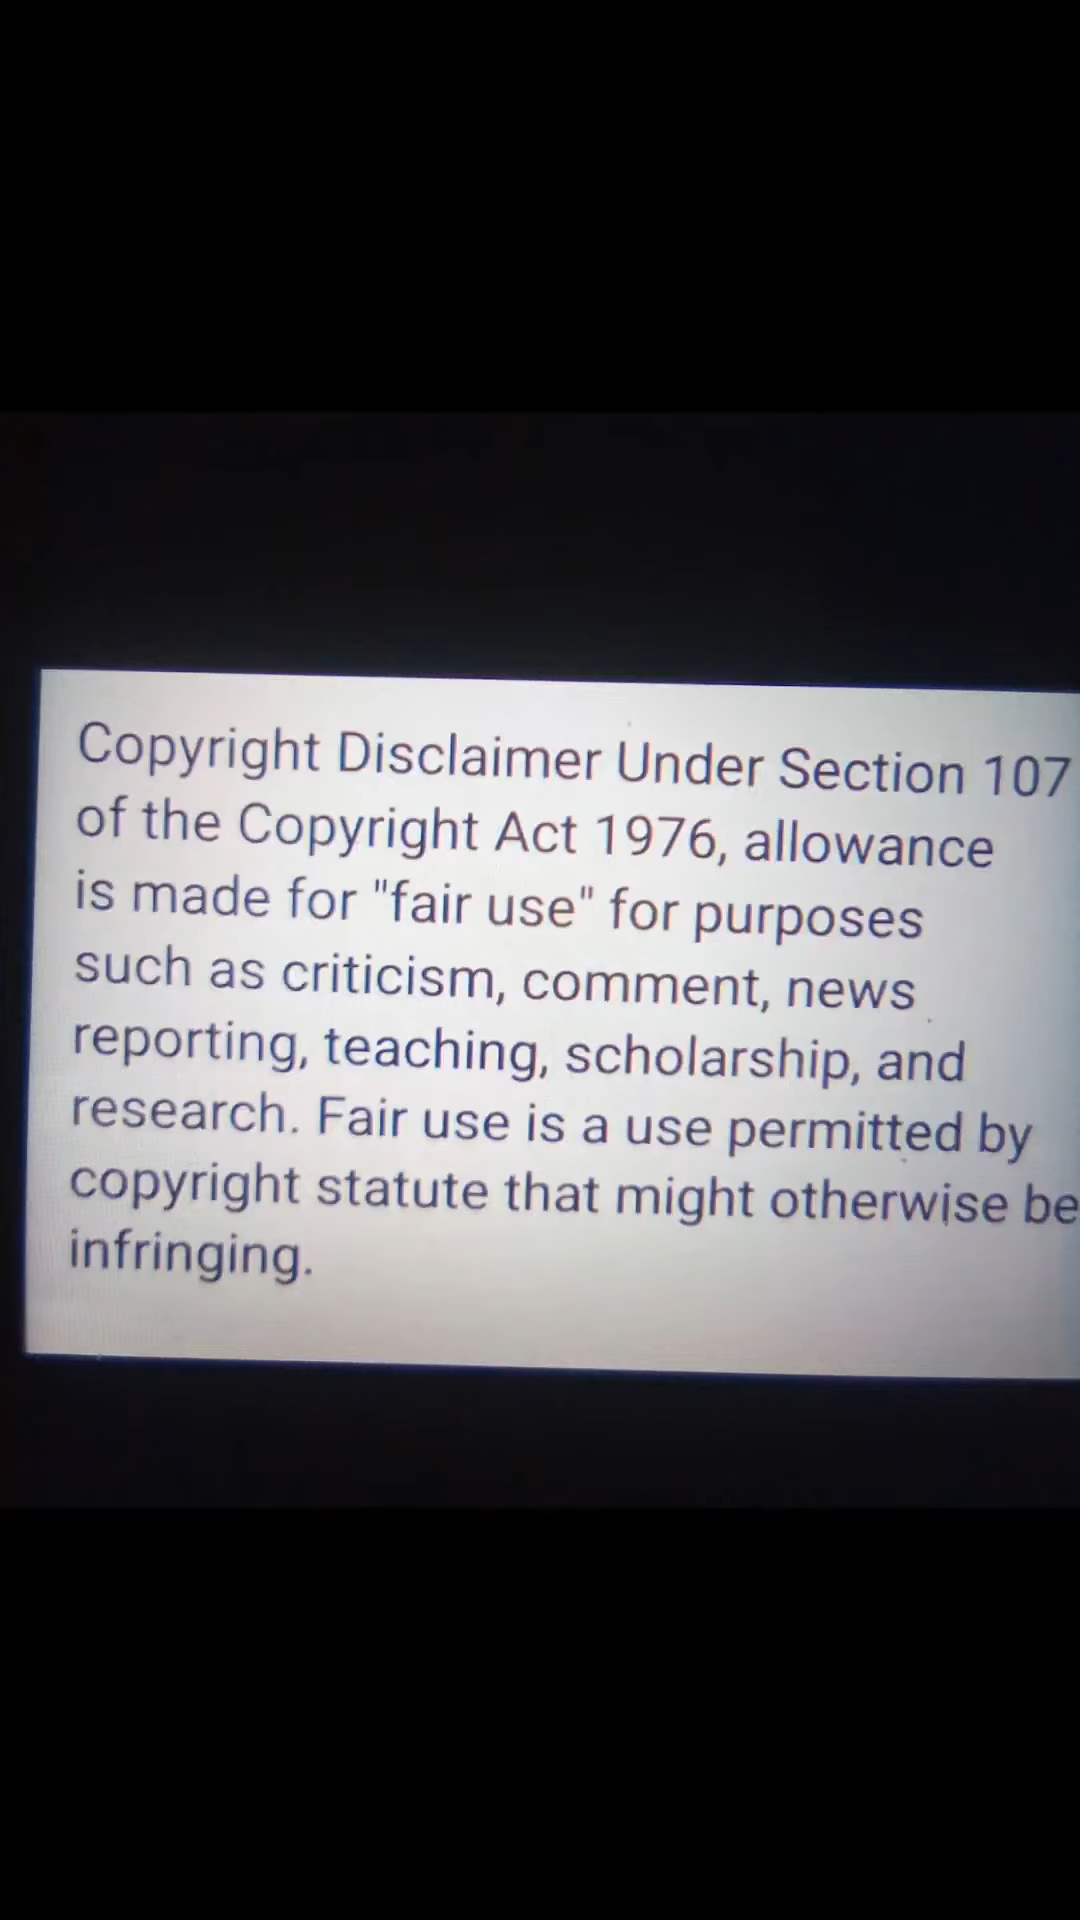 Copyright Disclaimer Under Section 107
of the Copyright Act 1976, allowance
is made for "fair use" for purposes
such as criticism, comment, news
reporting, teaching, scholarship, and
research. Fair use is a use permitted by
copyright statute that might otherwise be
infringing.